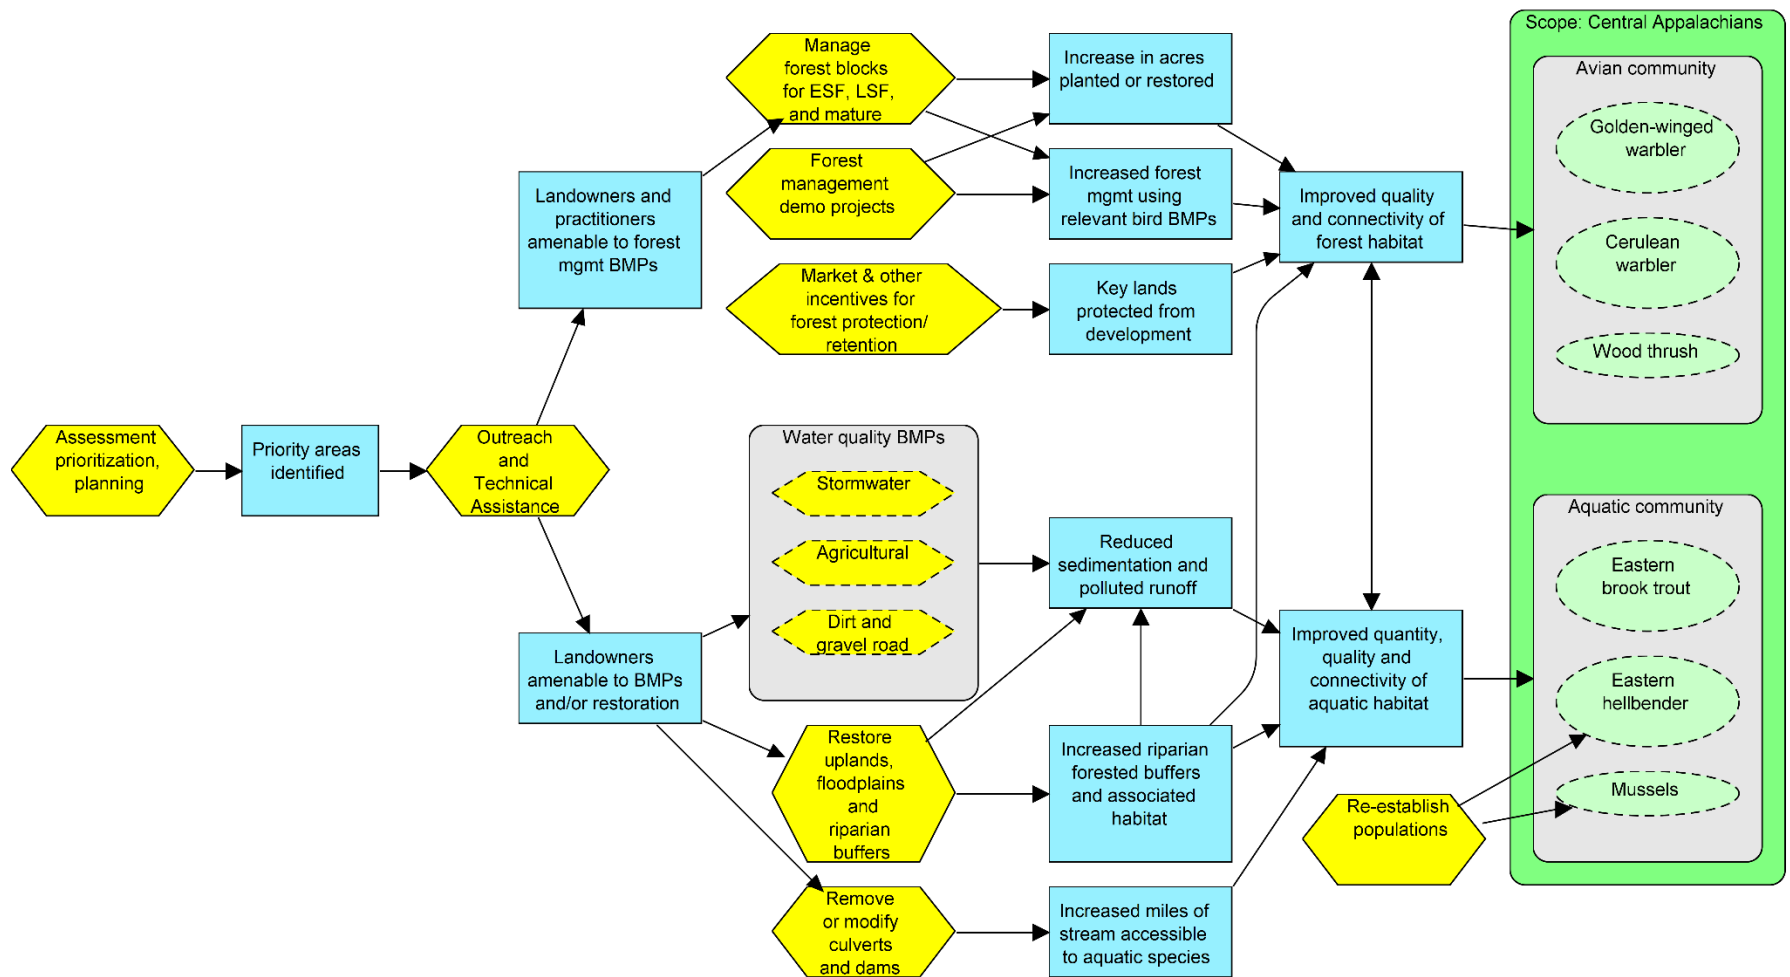 Scope: Central Appalachians
Manage
forest blocks
for ESF, LSF,
and mature
Increase in acres
planted or restored
Avian community
Golden-winged
warbler
Forest
management
demo projects
Increased forest
mgmt using
relevant bird BMPs
Landowners and
practitioners
amenable to forest
mgmt BMPs
Improved quality
and connectivity of
forest habitat
Cerulean
warbler
Market & other
incentives for
forest protection/
retention
Key lands
protected from
development
Wood thrush
Assessment
prioritization,
planning
Priority areas
identified
Outreach
and
Technical
Assistance
Water quality BMPs
Stormwater
Agricultural
Dirt and
gravel road
Reduced
sedimentation and
polluted runoff
Aquatic community
Eastern
brook trout
Landowners
amenable to BMPs
and/or restoration
Improved quantity,
quality and
connectivity of
aquatic habitat
Eastern
hellbender
Restore
uplands,
floodplains
and
riparian
buffers
Increased riparian
forested buffers
and associated
habitat
Mussels
Re-establish
populations
Remove
or modify
culverts
and dams
Increased miles of
stream accessible
to aquatic species